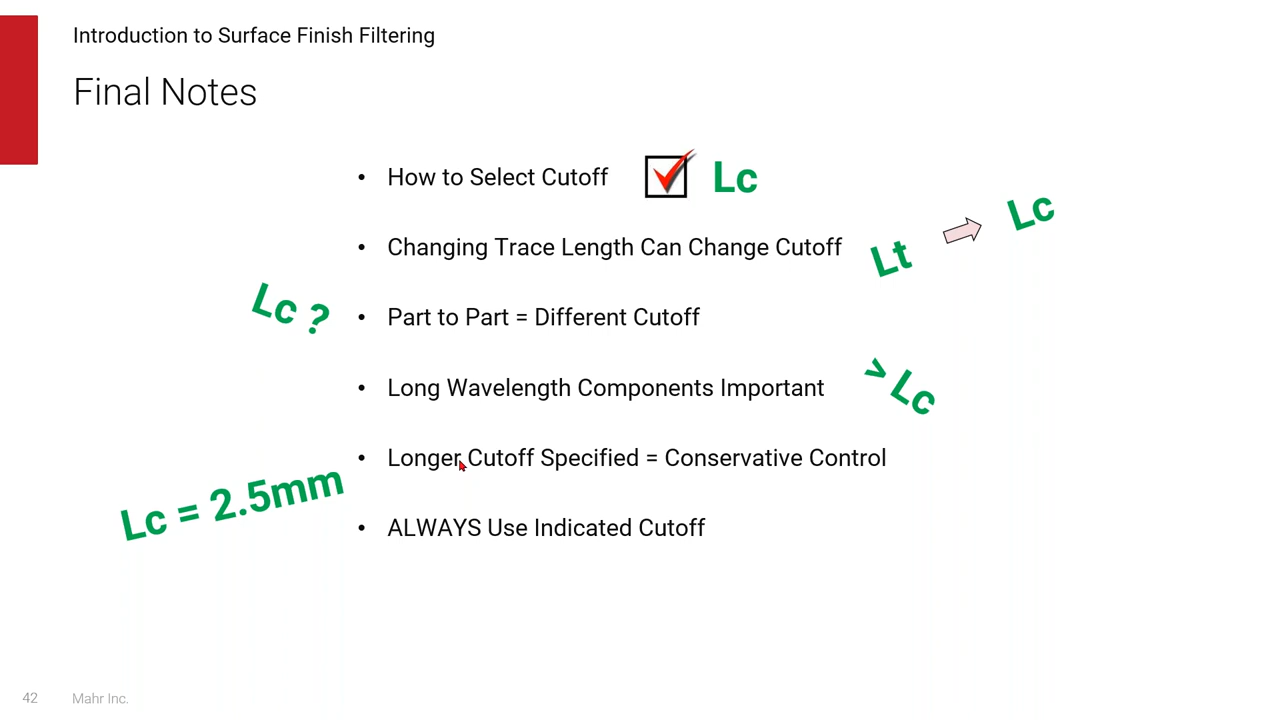 Introduction to Surface Finish Filtering
Final Notes
• How to Select Cutoff Lc
• Changing Trace Length Can Change Cutoff Lt Lc
Lc ? • Part to Part = Different Cutoff
• Long Wavelength Components Important > Lc
• Longer Cutoff Specified = Conservative Control
Lc = 2.5mm
• ALWAYS Use Indicated Cutoff
42 Mahr Inc.